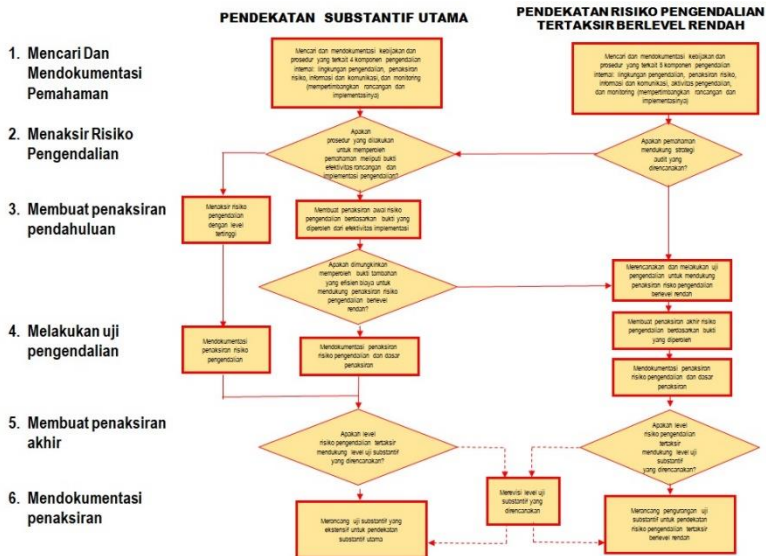 PENDEKATAN SUBSTANTIF UTAMA
PENDEKATAN RISIKO PENGENDALIAN
TERTAKSIR BERLEVEL RENDAH
1. Mencari Dan
Mendokumentasi
Pemahaman
Mencari dan mendokumentasi kebijakan dan
prosedur yang terkait 4 komponen pengendalian
internal: lingkungan pengendalian, penaksiran
risiko, informasi dan komunikasi, dan monitoring
(mempertimbangkan rancangan dan
implementasinya)
Mencari dan mendokumentasi kebijakan dan
prosedur yang terkait 5 komponen pengendalian
internal: lingkungan pengendalian, penaksiran risiko,
informasi dan komunikasi, aktivitas pengendalian,
dan monitoring (mempertimbangkan rancangan dan
implementasinya)
2. Menaksir Risiko
Pengendalian
Apakah
prosedur yang dilakukan
untuk memperoleh
pemahaman meliputi bukti
efektivitas rancangan dan
implementasi pengendalian?
Apakah pemahaman
mendukung strategi
audit yang
direncanakan?
3. Membuat penaksiran
pendahuluan
Menaksir risiko
pengendalian
dengan level
tertinggi
Membuat penaksiran awal risiko
pengendalian berdasarkan bukti yang
diperoleh dari efektivitas implementasi
Apakah dimungkinkan
memperoleh bukti tambahan
yang efisien biaya untuk
mendukung penaksiran risiko
pengendalian berlevel
rendah?
Merencanakan dan melakukan uji
pengendalian untuk mendukung
penaksiran risiko pengendalian
berlevel rendah
4. Melakukan uji
pengendalian
Mendokumentasi
penaksiran risiko
pengendalian
Mendokumentasi penaksiran
risiko pengendalian dan dasar
penaksiran
Membuat penaksiran akhir risiko
pengendalian berdasarkan bukti
yang diperoleh
Mendokumentasi penaksiran
risiko pengendalian dan dasar
penaksiran
5. Membuat penaksiran
akhir
Apakah level
risiko pengendalian tertaksir
mendukung level uji substantif
yang direncanakan?
Apakah level
risiko pengendalian
tertaksir
mendukung level uji
substantif
yang direncanakan?
6. Mendokumentasi
penaksiran
Merevisi level uji
substantif yang
direncanakan
Merancang uji substantif yang
ekstensif untuk pendekatan
substantif utama
Merancang pengurangan uji
substantif untuk pendekatan
risiko pengendalian tertaksir
berlevel rendah